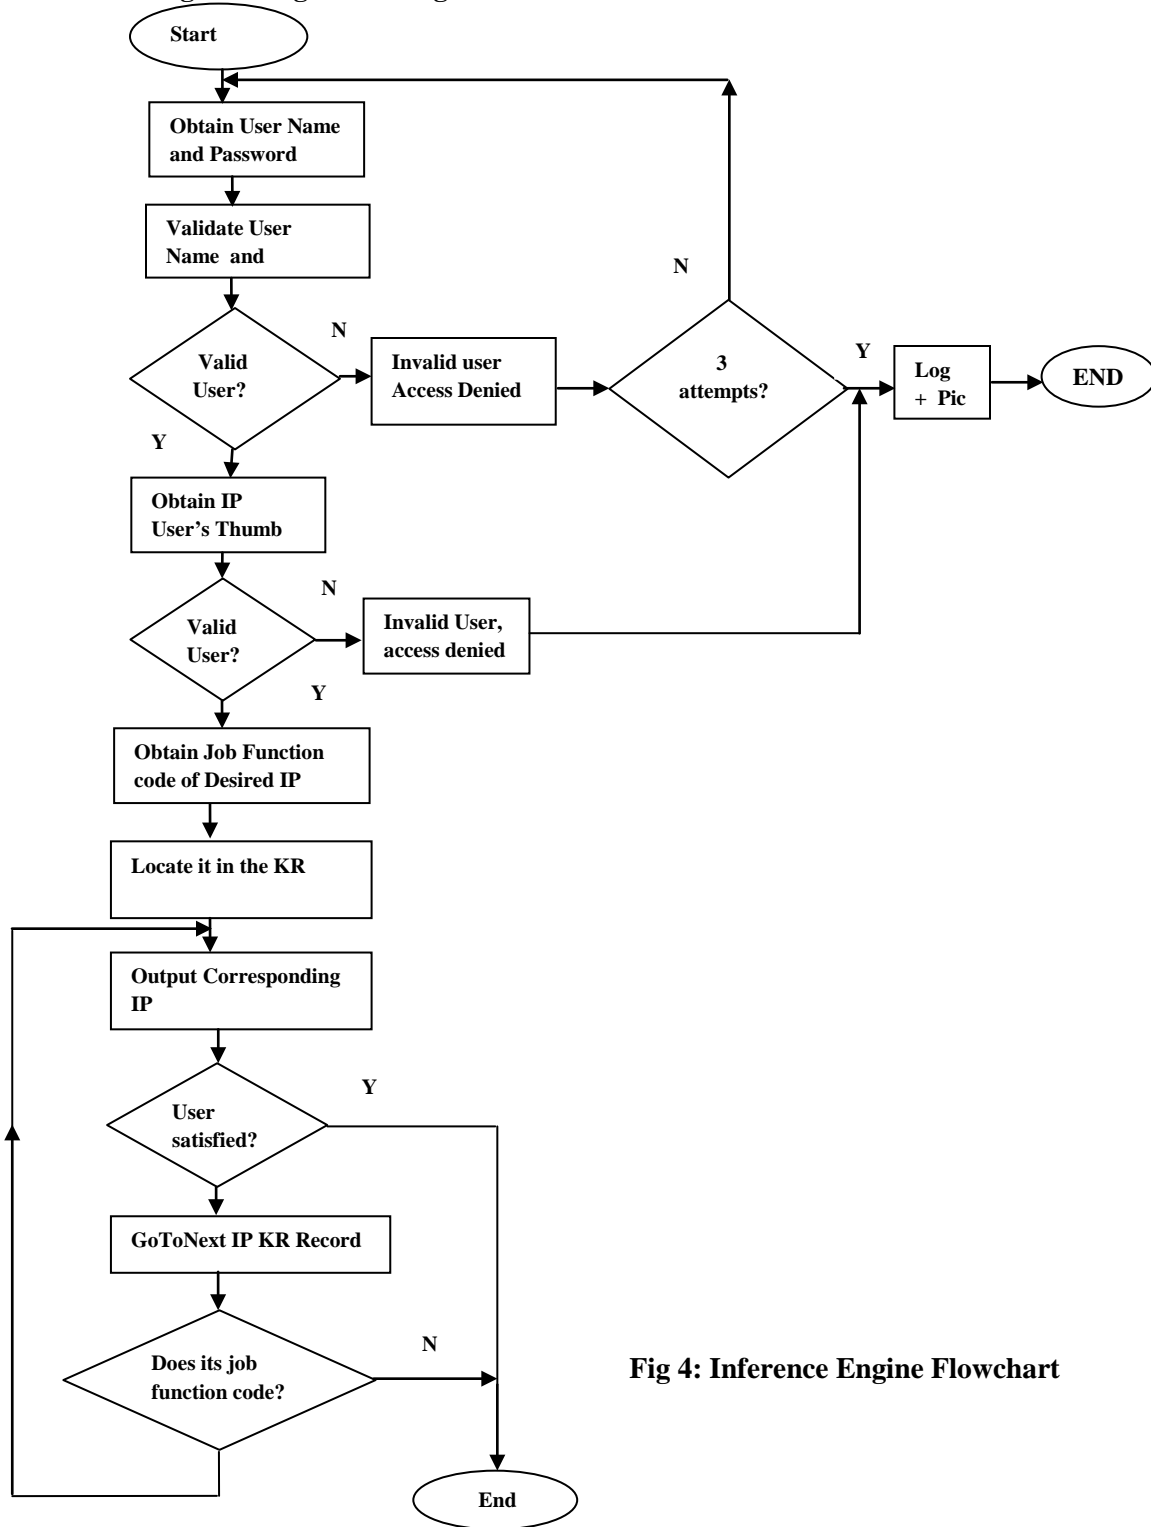 Start
Obtain User Name
and Password
Validate User
Name and
Valid
User?
N
Invalid user
Access Denied
3
attempts?
N
Y
Log
+ Pic
END
Y
Obtain IP
User’s Thumb
Valid
User?
N
Invalid User,
access denied
Y
Obtain Job Function
code of Desired IP
Locate it in the KR
Output Corresponding
IP
User
satisfied?
Y
GoToNext IP KR Record
Does its job
function code?
N
End
Fig 4: Inference Engine Flowchart